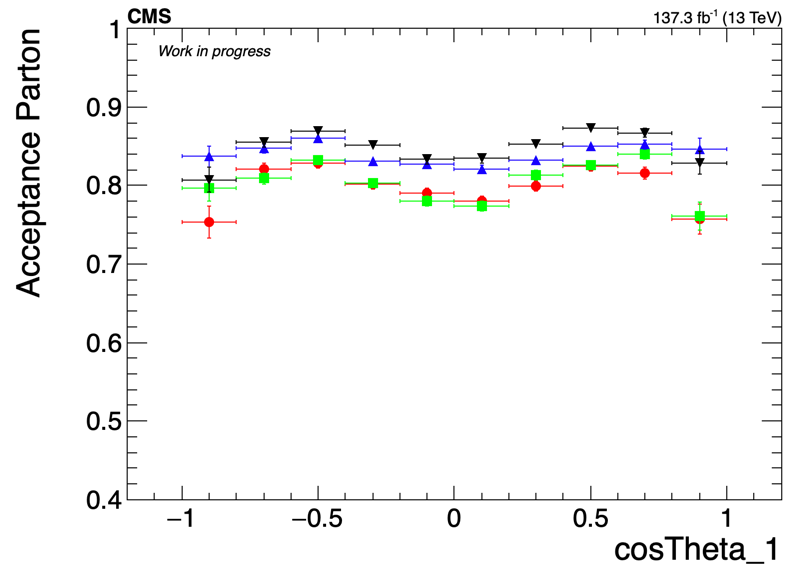 CMS 137.3 fb⁻¹ (13 TeV)
Work in progress
Acceptance Parton
1
0.9
0.8
0.7
0.6
0.5
0.4
−1 −0.5 0 0.5 1
cosTheta_1